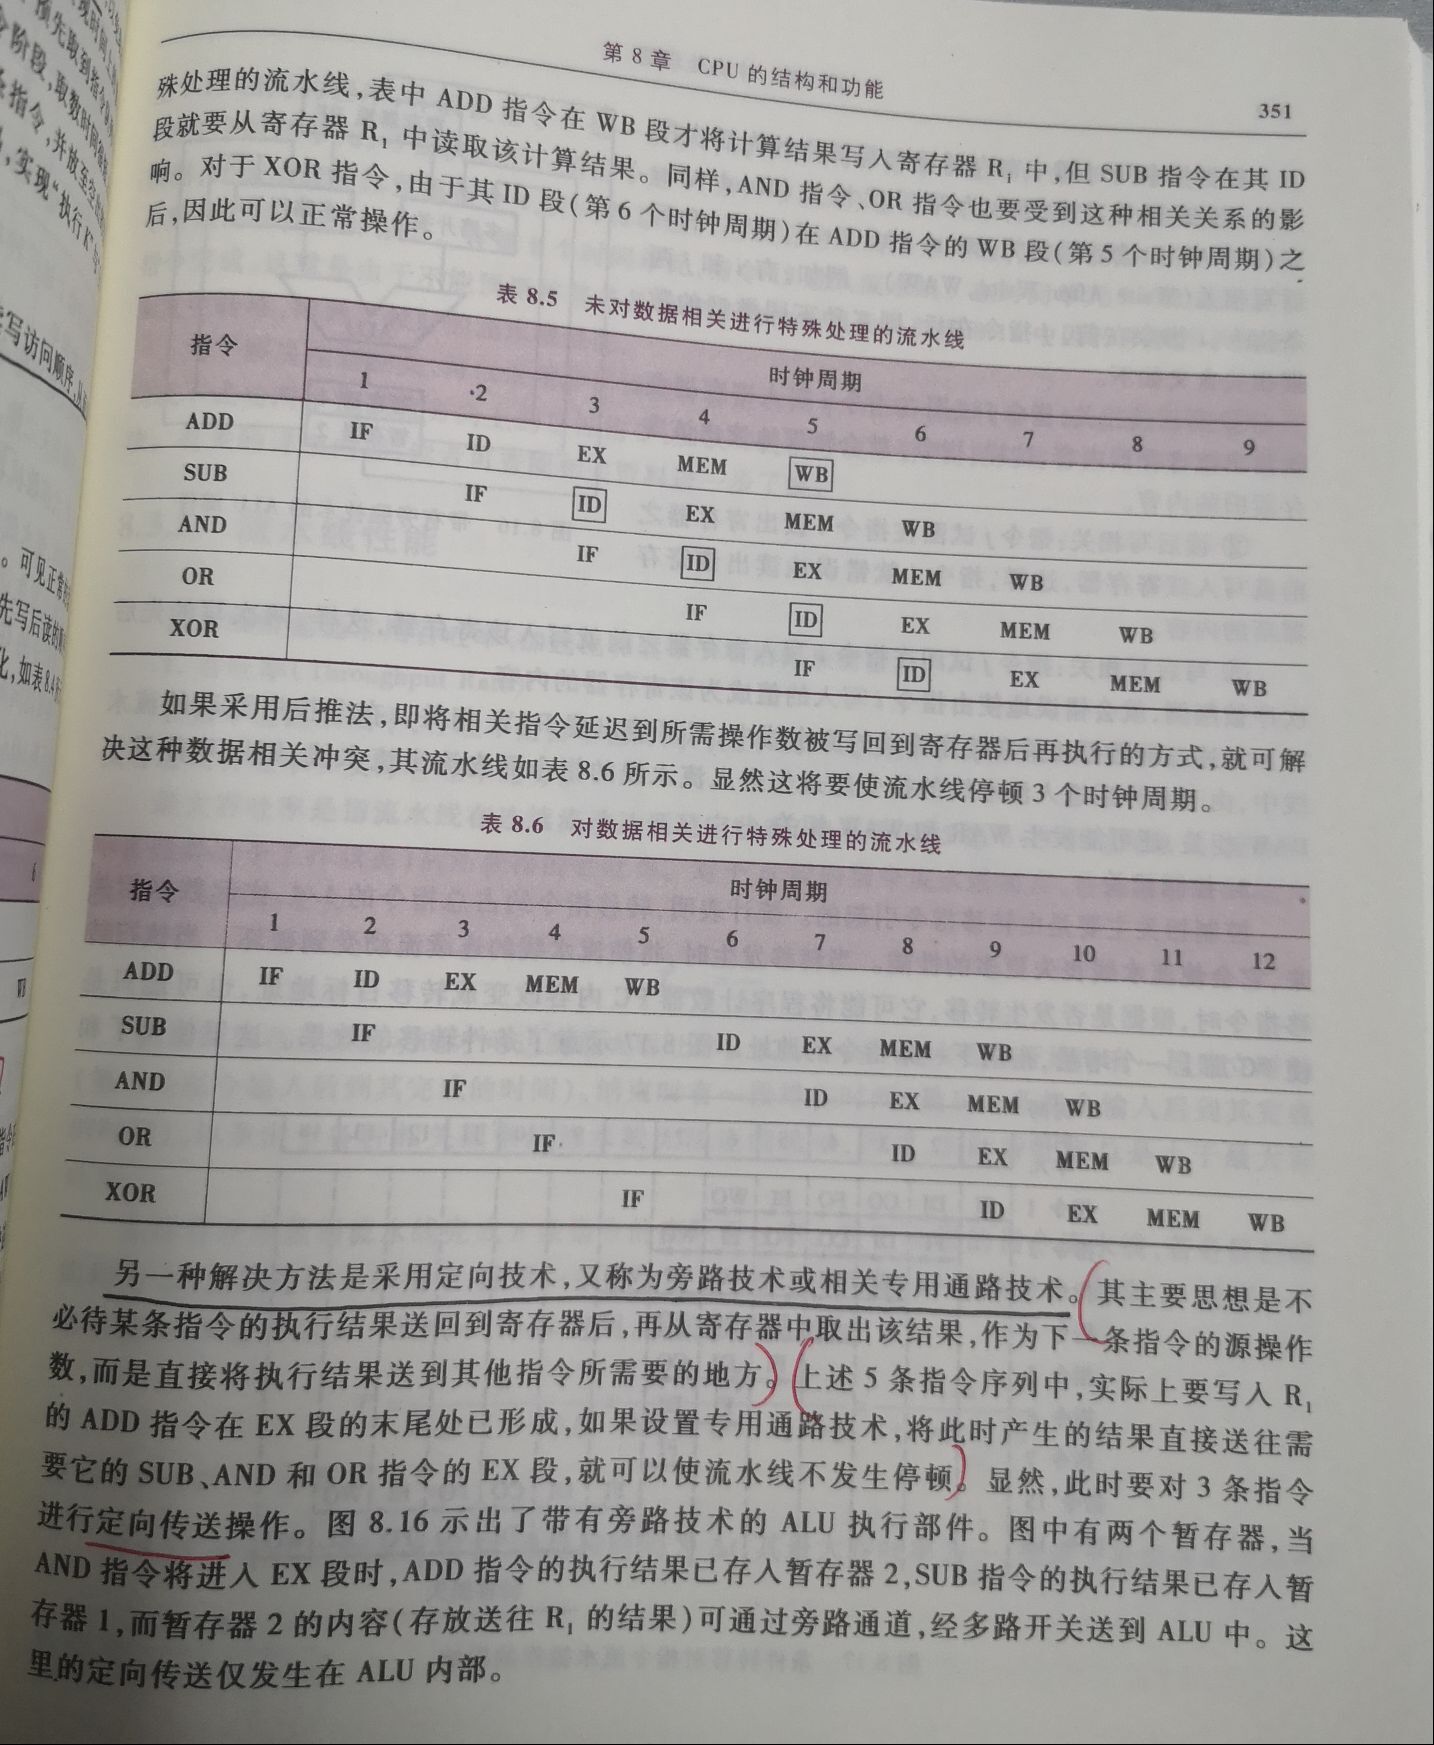 第 8 章 CPU 的结构和功能
351
殊处理的流水线,表中 ADD 指令在 WB 段才将计算结果写入寄存器 R₁ 中,但 SUB 指令在其 ID
段就要从寄存器 R₁ 中读取该计算结果。同样,AND 指令、OR 指令也要受到这种相关关系的影
响。对于 XOR 指令,由于其 ID 段(第 6 个时钟周期)在 ADD 指令的 WB 段(第 5 个时钟周期)之
后,因此可以正常操作。
表 8.5 未对数据相关进行特殊处理的流水线
指令 时钟周期
1 2 3 4 5 6 7 8 9
ADD IF ID EX MEM WB
SUB IF ID EX MEM WB
AND IF ID EX MEM WB
OR IF ID EX MEM WB
XOR IF ID EX MEM WB
如果采用后推法,即将相关指令延迟到所需操作数被写回到寄存器后再执行的方式,就可解
决这种数据相关冲突,其流水线如表 8.6 所示。显然这将要使流水线停顿 3 个时钟周期。
表 8.6 对数据相关进行特殊处理的流水线
指令 时钟周期
1 2 3 4 5 6 7 8 9 10 11 12
ADD IF ID EX MEM WB
SUB IF ID EX MEM WB
AND IF ID EX MEM WB
OR IF ID EX MEM WB
XOR IF ID EX MEM WB
另一种解决方法是采用定向技术,又称为旁路技术或相关专用通路技术。其主要思想是不
必待某条指令的执行结果送回到寄存器后,再从寄存器中取出该结果,作为下一条指令的源操作
数,而是直接将执行结果送到其他指令所需要的地方。上述 5 条指令序列中,实际上要写入 R₁
的 ADD 指令在 EX 段的末尾处已形成,如果设置专用通路技术,将此时产生的结果直接送往需
要它的 SUB、AND 和 OR 指令的 EX 段,就可以使流水线不发生停顿。显然,此时要对 3 条指令
进行定向传送操作。图 8.16 示出了带有旁路技术的 ALU 执行部件。图中有两个暂存器,当
AND 指令将进入 EX 段时,ADD 指令的执行结果已存入暂存器 2,SUB 指令的执行结果已存入暂
存器 1,而暂存器 2 的内容(存放送往 R₁ 的结果)可通过旁路通道,经多路开关送到 ALU 中。这
里的定向传送仅发生在 ALU 内部。